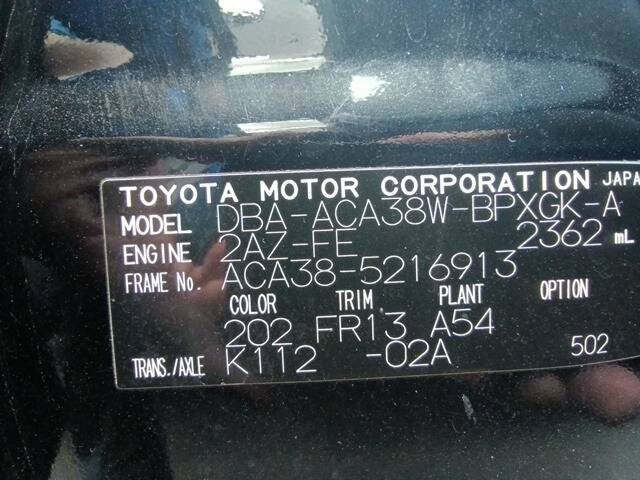 TOYOTA MOTOR CORPORATION JAPA
MODEL DBA-ACA38W-BPXGK-A
ENGINE 2AZ-FE 2362 mL
FRAME No. ACA38-5216913
COLOR TRIM PLANT OPTION
202 FR13 A54
TRANS./AXLE K112 -02A 502